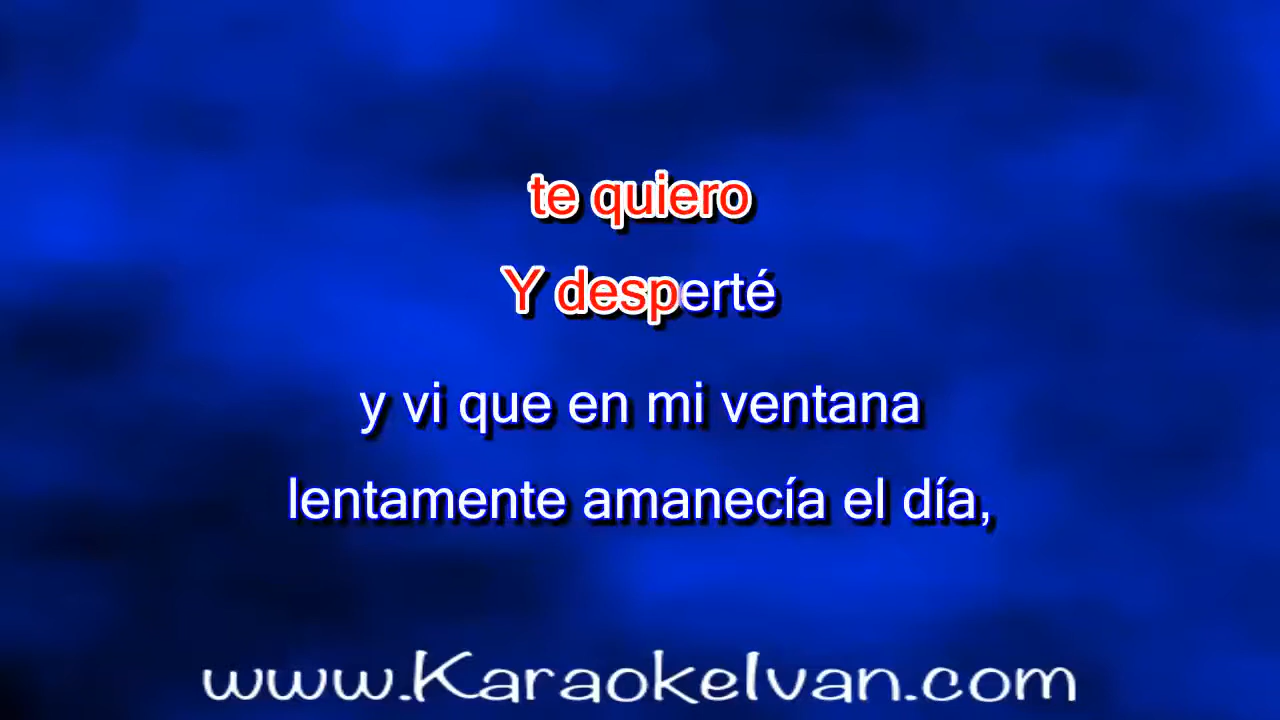 te quiero
Y desperté
y vi que en mi ventana
lentamente amanecía el día,
www.KaraokeIvan.com